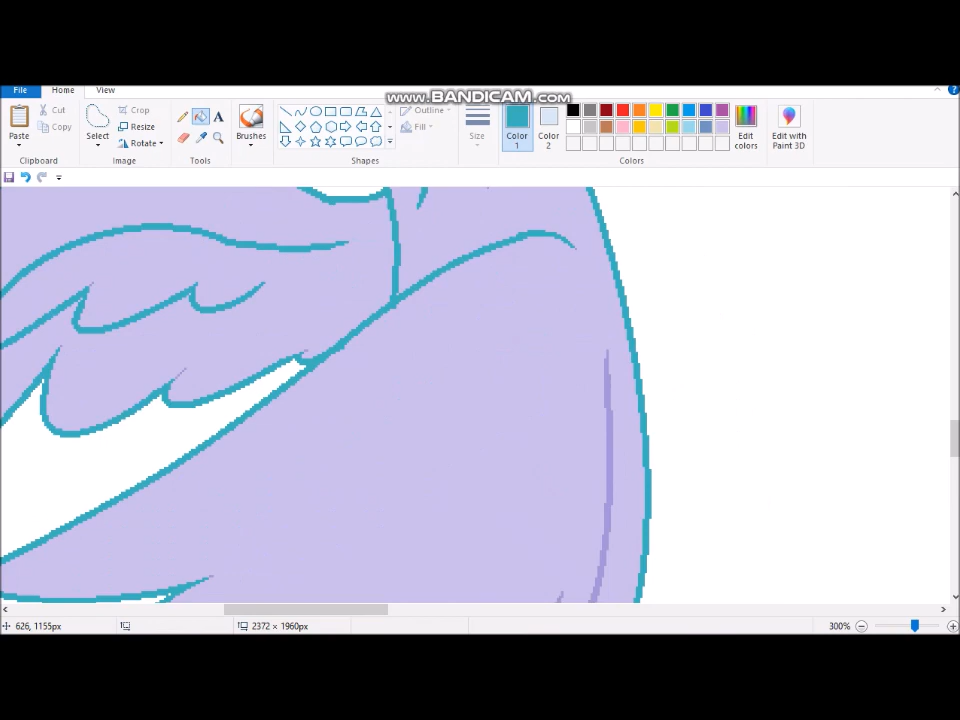 www.BANDICAM.com
File Home View
Paste
Cut
Copy
Clipboard
Select
Crop
Resize
Rotate
Image
A
Tools
Brushes
Outline
Fill
Shapes
Size
Color
1
Color
2
Edit
colors
Colors
Edit with
Paint 3D
626, 1155px
2372 × 1960px
300%